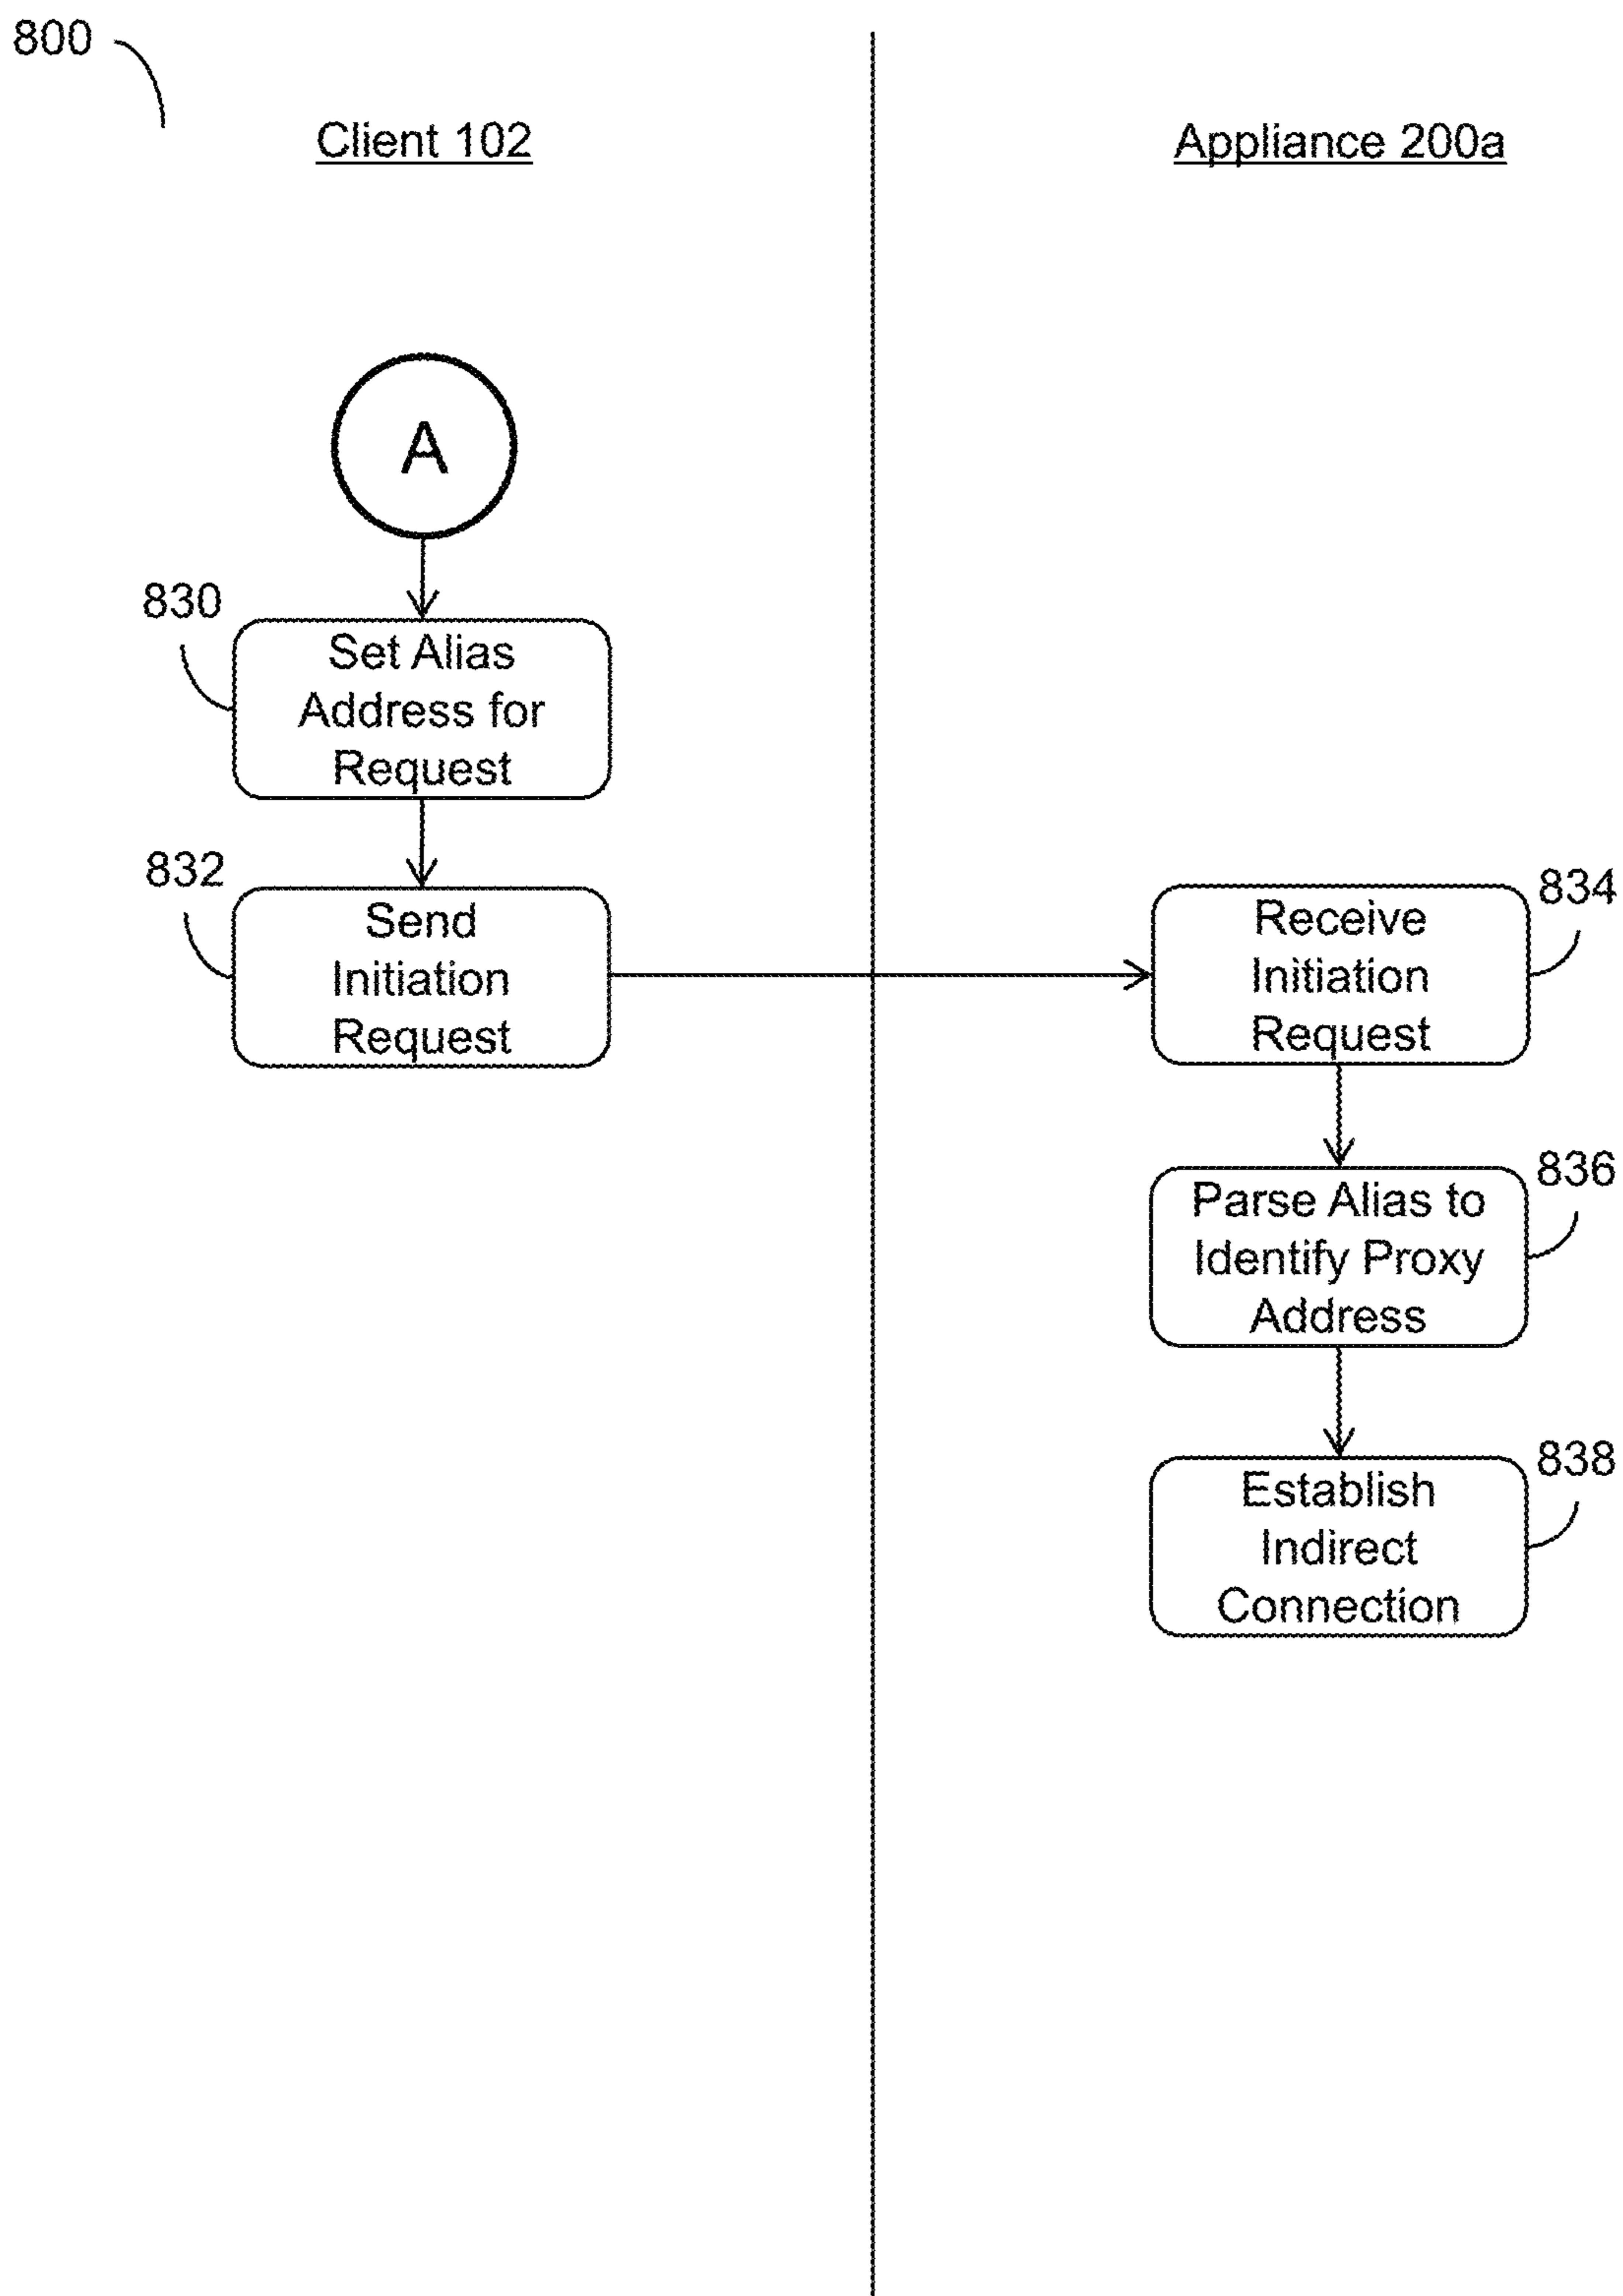 800
Client 102
Appliance 200a
A
830
Set Alias
Address for
Request
832
Send
Initiation
Request
834
Receive
Initiation
Request
836
Parse Alias to
Identify Proxy
Address
838
Establish
Indirect
Connection